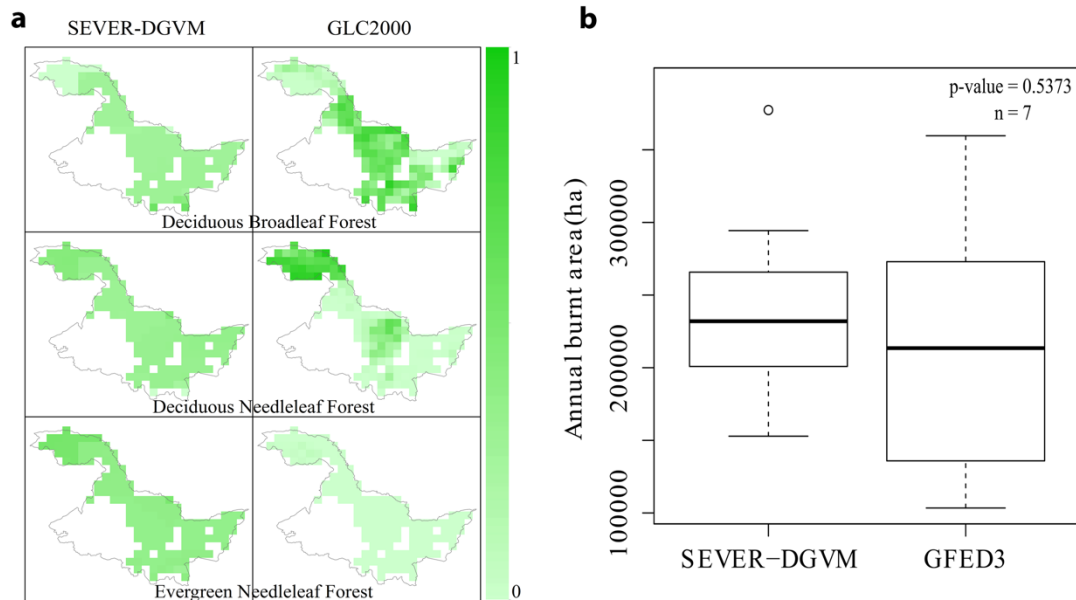 a
SEVER-DGVM GLC2000
Deciduous Broadleaf Forest
Deciduous Needleleaf Forest
Evergreen Needleleaf Forest
1
0
b
p-value = 0.5373
n = 7
Annual burnt area(ha)
300000
200000
100000
SEVER−DGVM GFED3